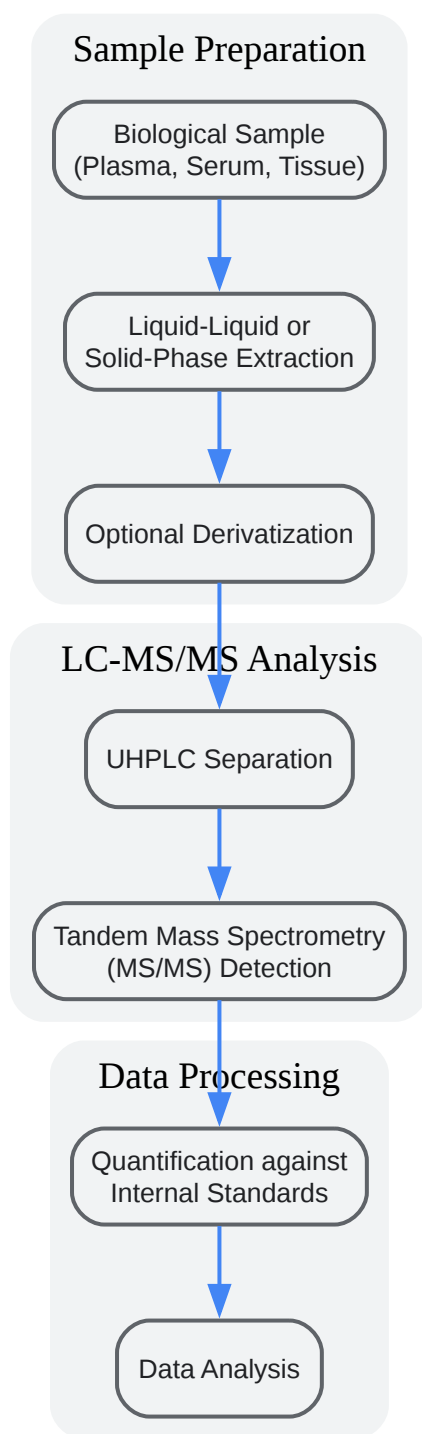 Sample Preparation
Biological Sample
(Plasma, Serum, Tissue)
Liquid-Liquid or
Solid-Phase Extraction
Optional Derivatization
LC-MS/MS Analysis
UHPLC Separation
Tandem Mass Spectrometry
(MS/MS) Detection
Data Processing
Quantification against
Internal Standards
Data Analysis